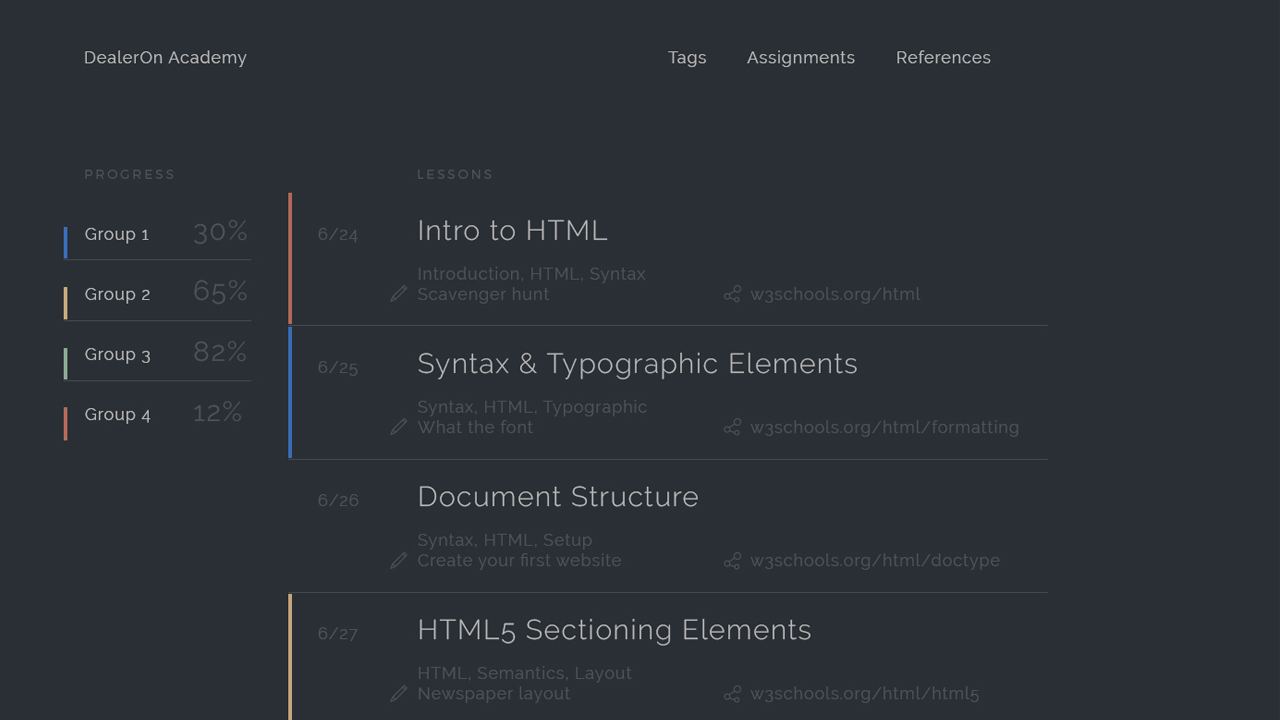 DealerOn Academy
Tags Assignments References
PROGRESS
Group 1 30%
Group 2 65%
Group 3 82%
Group 4 12%
LESSONS
6/24 Intro to HTML
Introduction, HTML, Syntax
Scavenger hunt w3schools.org/html
6/25 Syntax & Typographic Elements
Syntax, HTML, Typographic
What the font w3schools.org/html/formatting
6/26 Document Structure
Syntax, HTML, Setup
Create your first website w3schools.org/html/doctype
6/27 HTML5 Sectioning Elements
HTML, Semantics, Layout
Newspaper layout w3schools.org/html/html5